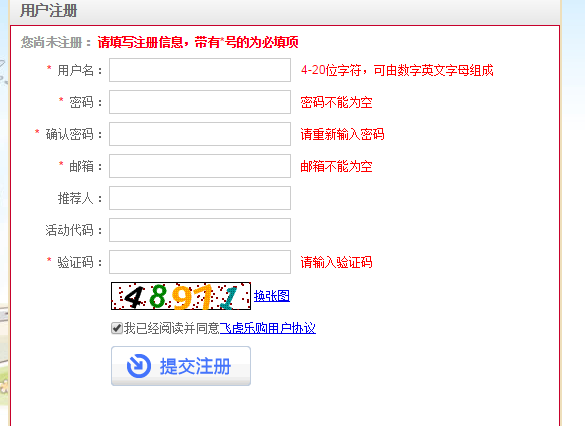 用户注册
您尚未注册：请填写注册信息，带有*号的为必填项
* 用户名： 4-20位字符，可由数字英文字母组成
* 密码： 密码不能为空
* 确认密码： 请重新输入密码
* 邮箱： 邮箱不能为空
推荐人：
活动代码：
* 验证码： 请输入验证码
48971 换张图
我已经阅读并同意飞虎乐购用户协议
提交注册